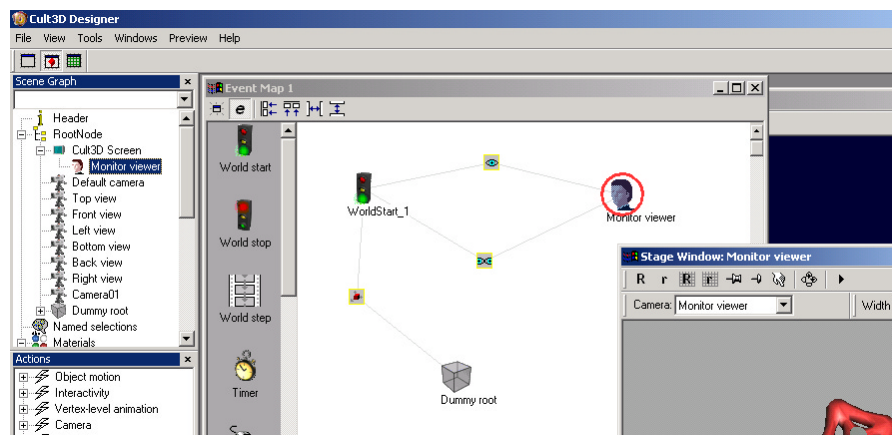 Cult3D Designer
File View Tools Windows Preview Help
Scene Graph
Header
RootNode
Cult3D Screen
Monitor viewer
Default camera
Top view
Front view
Left view
Bottom view
Back view
Right view
Camera01
Dummy root
Named selections
Materials
Actions
Object motion
Interactivity
Vertex-level animation
Camera
Event Map 1
e
World start
World stop
World step
Timer
WorldStart_1
Monitor viewer
Dummy root
Stage Window: Monitor viewer
R r R r
Camera: Monitor viewer Width